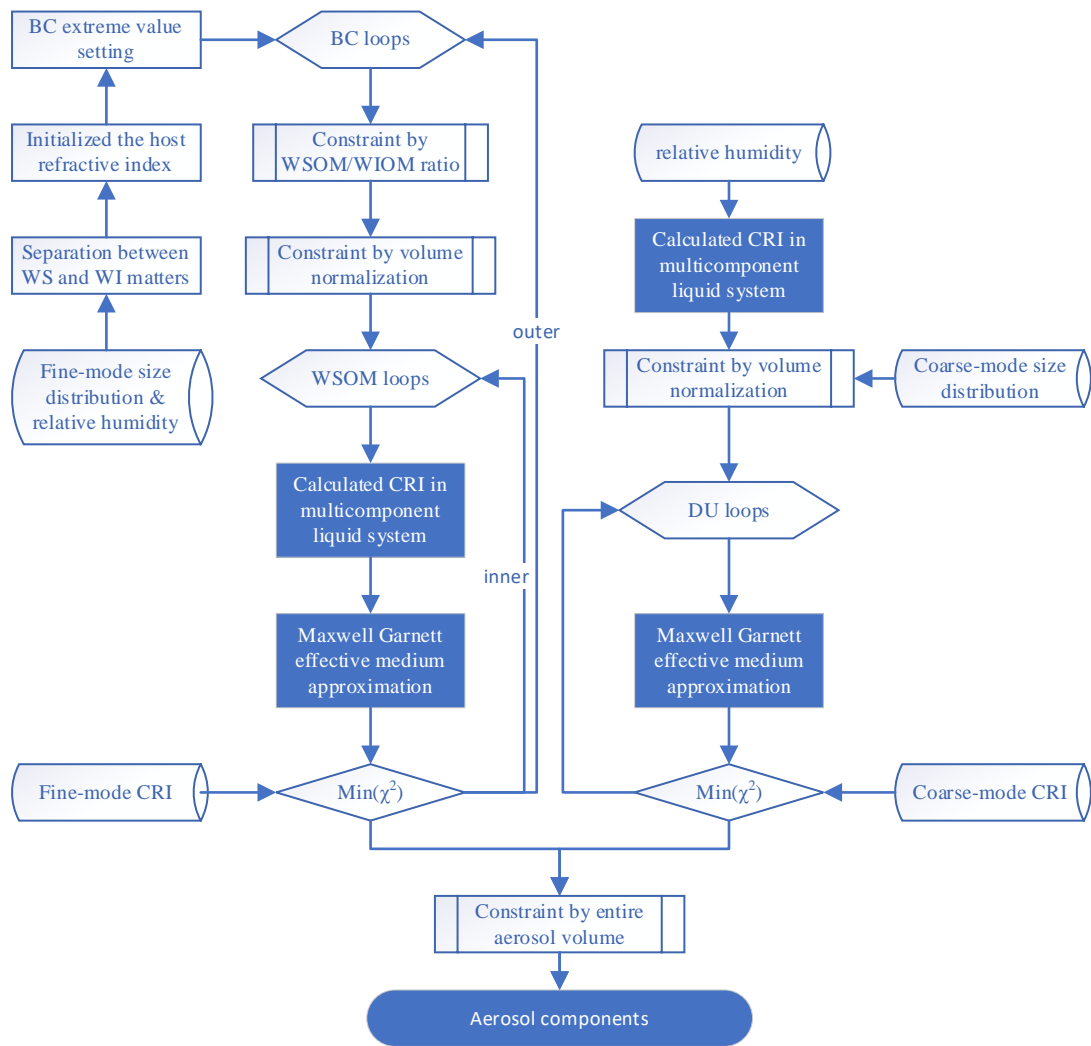 BC extreme value
setting
BC loops
Initialized the host
refractive index
Constraint by
WSOM/WIOM ratio
relative humidity
Separation between
WS and WI matters
Constraint by volume
normalization
Calculated CRI in
multicomponent
liquid system
outer
Fine-mode size
distribution &
relative humidity
WSOM loops
Constraint by volume
normalization
Coarse-mode size
distribution
Calculated CRI in
multicomponent
liquid system
DU loops
inner
Maxwell Garnett
effective medium
approximation
Maxwell Garnett
effective medium
approximation
Fine-mode CRI
Min(χ²)
Min(χ²)
Coarse-mode CRI
Constraint by entire
aerosol volume
Aerosol components